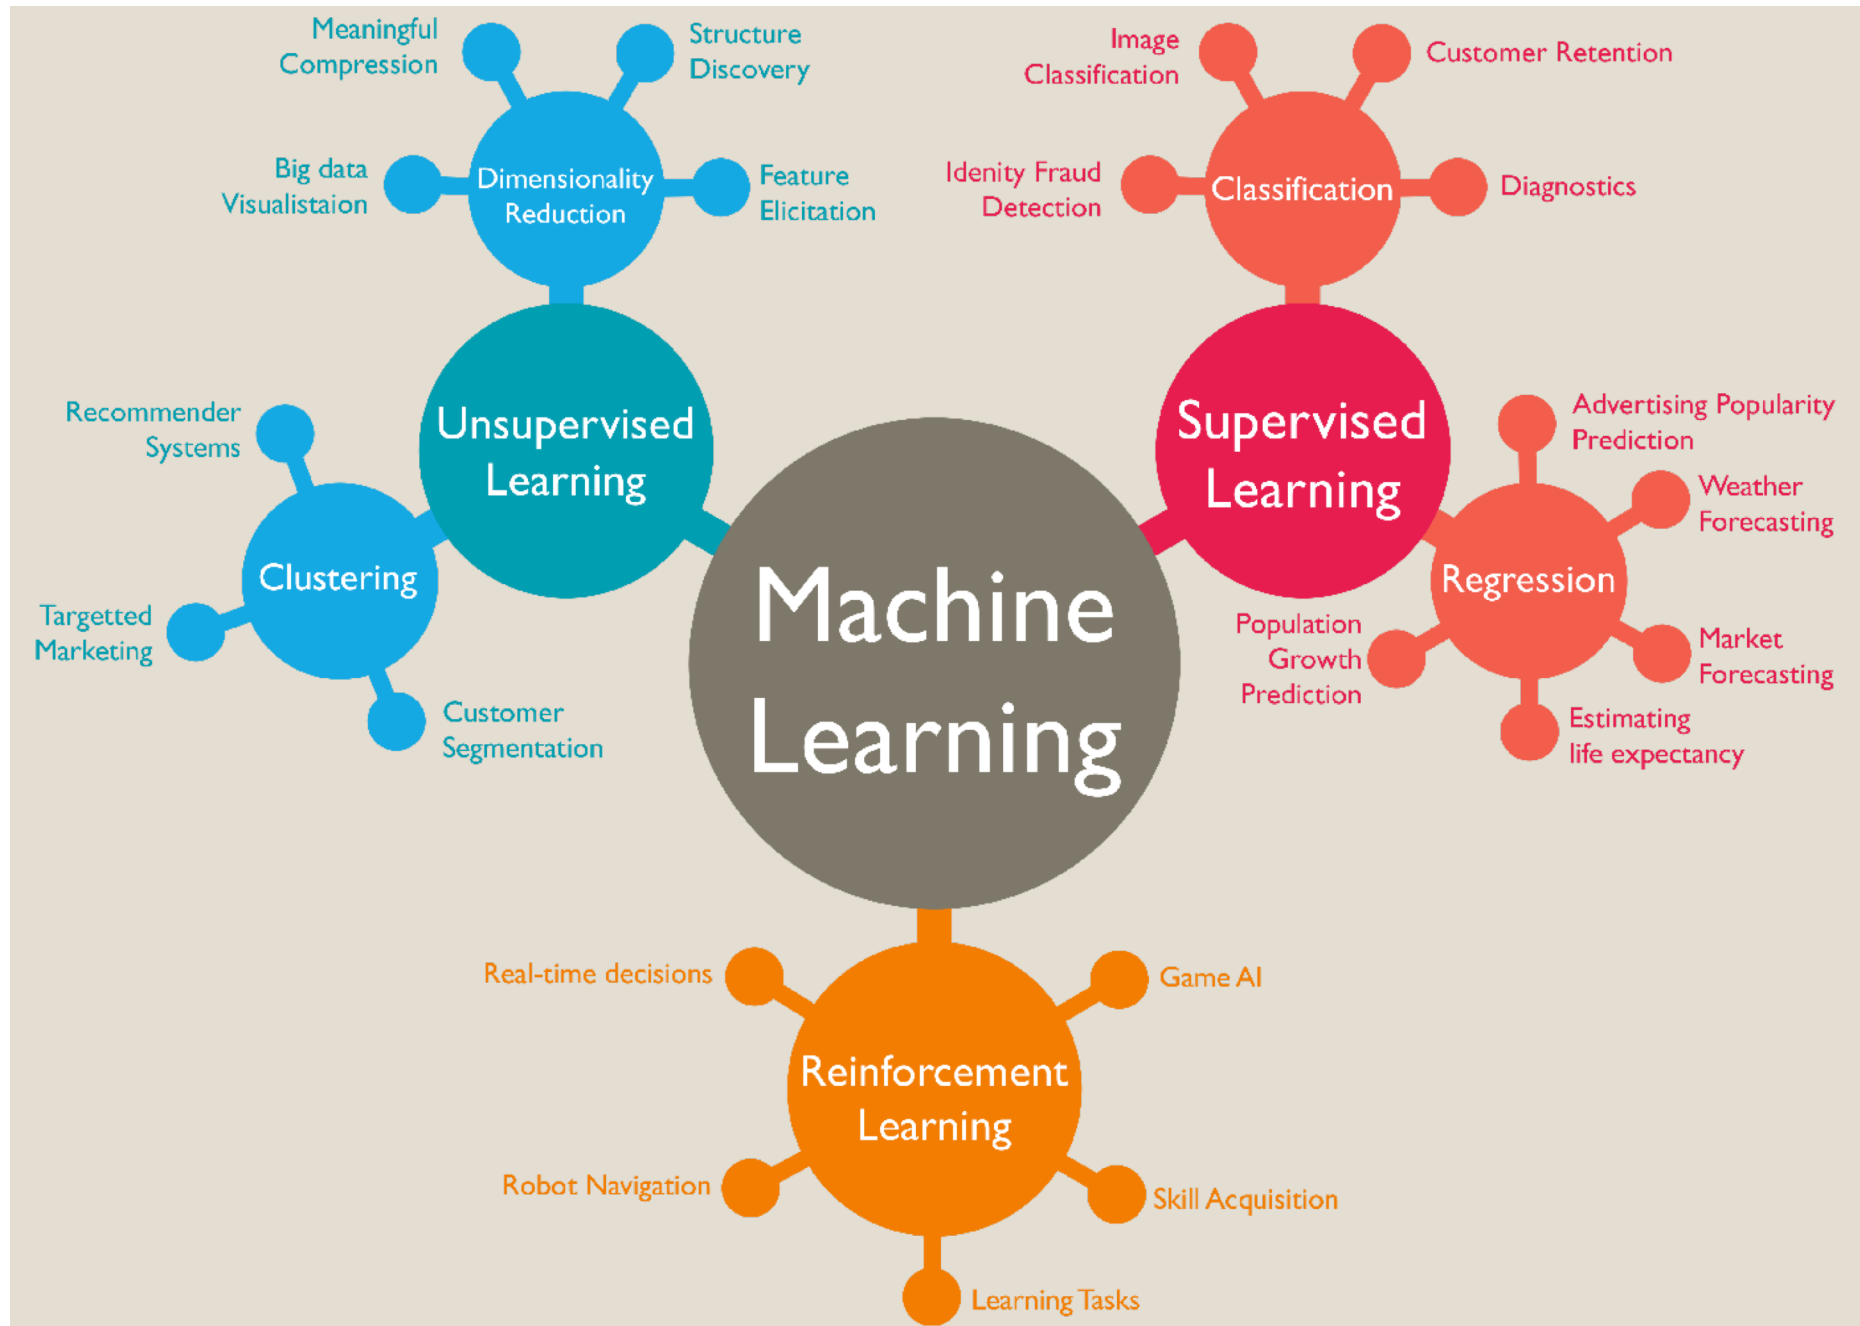 Meaningful
Compression
Structure
Discovery
Big data
Visualistaion
Dimensionality
Reduction
Feature
Elicitation
Image
Classification
Customer Retention
Idenity Fraud
Detection
Classification
Diagnostics
Recommender
Systems
Unsupervised
Learning
Clustering
Targetted
Marketing
Customer
Segmentation
Machine
Learning
Supervised
Learning
Advertising Popularity
Prediction
Weather
Forecasting
Regression
Population
Growth
Prediction
Market
Forecasting
Estimating
life expectancy
Real-time decisions
Game AI
Reinforcement
Learning
Robot Navigation
Skill Acquisition
Learning Tasks